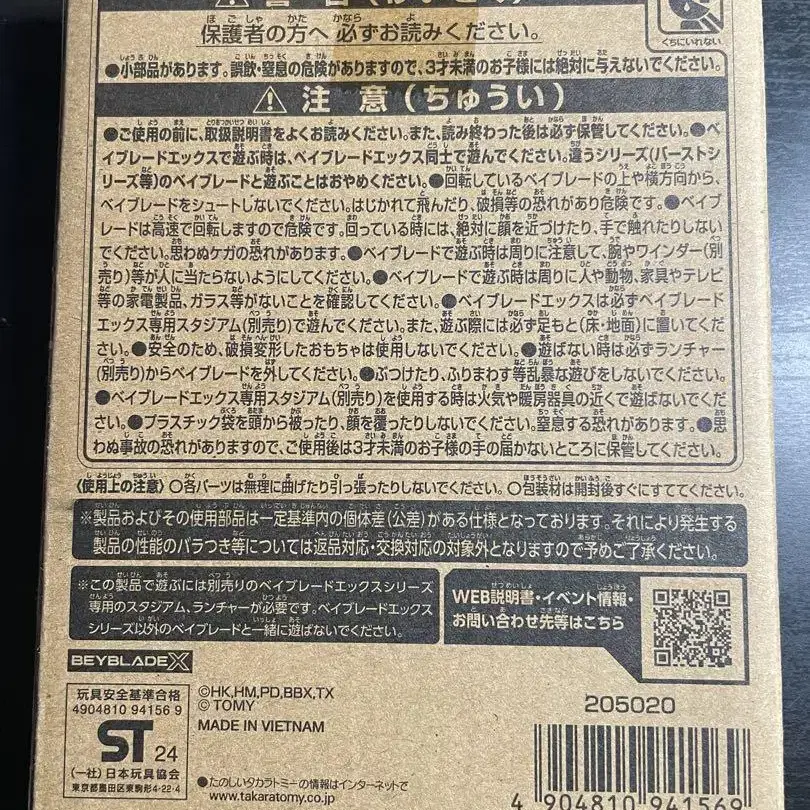 保護者の方へ 必ずお読みください。
くちにいれない
●小部品があります。誤飲・窒息の危険がありますので、3才未満のお子様には絶対に与えないでください。
注意(ちゅうい)
●ご使用の前に、取扱説明書をよくお読みください。また、読み終わった後は必ず保管してください。●ベ
イブレードエックスで遊ぶ時は、ベイブレードエックス同士で遊んでください。違うシリーズ(バーストシ
リーズ等)のベイブレードと遊ぶことはおやめください。●回転しているベイブレードの上や横方向から、
ベイブレードをシュートしないでください。はじかれて飛んだり、破損等の恐れがあり危険です。●ベイブ
レードは高速で回転しますので危険です。回っている時には、絶対に顔を近づけたり、手で触れたりしない
でください。思わぬケガの恐れがあります。●ベイブレードで遊ぶ時は周りに注意して、腕やワインダー(別
売り)等が人に当たらないようにしてください。●ベイブレードで遊ぶ時は周りに人や動物、家具やテレビ
等の家電製品、ガラス等がないことを確認してください。●ベイブレードエックスは必ずベイブレード
エックス専用スタジアム(別売り)で遊んでください。また、遊ぶ際には必ず足もと(床・地面)に置いてくだ
さい。●安全のため、破損変形したおもちゃは使用しないでください。●遊ばない時は必ずランチャー
(別売り)からベイブレードを外してください。●ぶつけたり、ふりまわす等乱暴な遊びをしないでください。
●ベイブレードエックス専用スタジアム(別売り)を使用する時は火気や暖房器具の近くで遊ばないでくだ
さい。●プラスチック袋を頭から被ったり、顔を覆ったりしないでください。窒息する恐れがあります。●思
わぬ事故の恐れがありますので、ご使用後は3才未満のお子様の手の届かないところに保管してください。
〈使用上の注意〉○各パーツは無理に曲げたり引っ張ったりしないでください。○包装材は開封後すぐにすててください。
※製品およびその使用部品は一定基準内の個体差(公差)がある仕様となっております。それにより発生する
製品の性能のバラつき等については返品対応・交換対応の対象外となりますので予めご了承ください。
※この製品で遊ぶには別売りのベイブレードエックスシリーズ
専用のスタジアム、ランチャーが必要です。ベイブレードエックス
シリーズ以外のベイブレードと一緒に遊ばないでください。
WEB説明書・イベント情報・
お問い合わせ先等はこちら
BEYBLADE X
玩具安全基準合格
4904810 94156 9
ST 24
(一社)日本玩具協会
東京都墨田区東駒形4-22-4
©HK,HM,PD,BBX,TX
© TOMY
MADE IN VIETNAM
●たのしいタカラトミーの情報はインターネットで
www.takaratomy.co.jp
205020
4 904810 941569